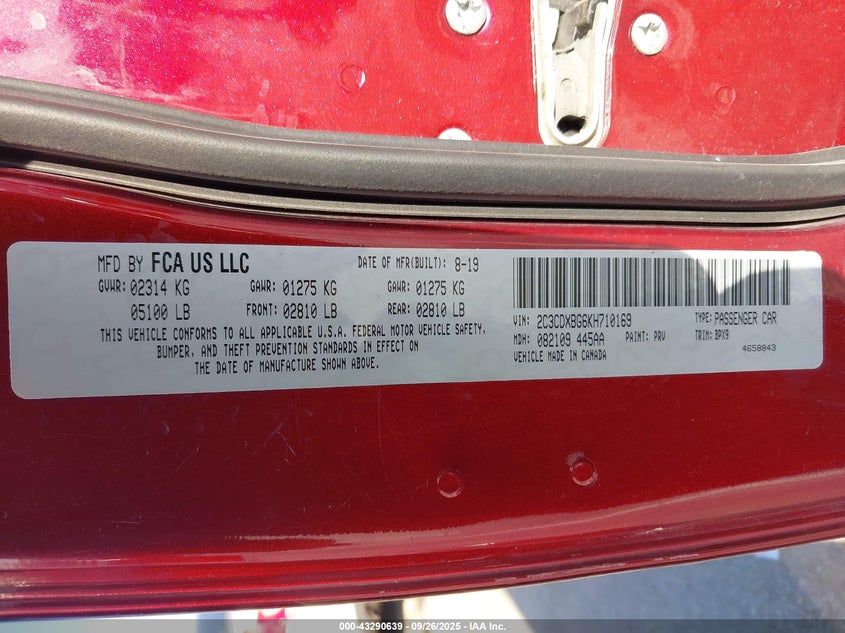 MFD BY FCA US LLC DATE OF MFR(BUILT): 8-19
GVWR: 02314 KG GAWR: 01275 KG GAWR: 01275 KG
05100 LB FRONT: 02810 LB REAR: 02810 LB
THIS VEHICLE CONFORMS TO ALL APPLICABLE U.S.A. FEDERAL MOTOR VEHICLE SAFETY,
BUMPER, AND THEFT PREVENTION STANDARDS IN EFFECT ON
THE DATE OF MANUFACTURE SHOWN ABOVE.
VIN: 2C3CDXBG6KH710169 TYPE: PASSENGER CAR
MDH: 082109 445AA PAINT: PRV TRIM: BPX9
VEHICLE MADE IN CANADA 4658843
000-43290639 - 09/26/2025 - IAA Inc.